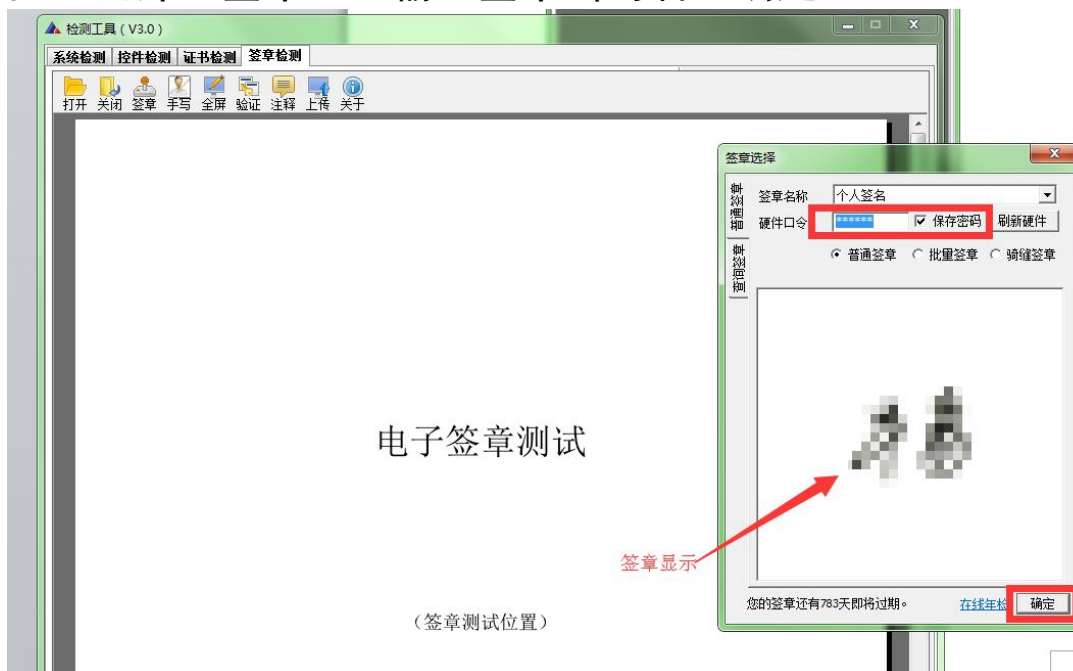 检测工具（V3.0）
系统检测 控件检测 证书检测 签章检测
打开 关闭 签章 手写 全屏 验证 注释 上传 关于
电子签章测试
（签章测试位置）
签章显示
签章选择
普通签章
查询签章
签章名称 个人签名
硬件口令 ****** 保存密码 刷新硬件
普通签章 批量签章 骑缝签章
您的签章还有783天即将过期。 在线年检 确定